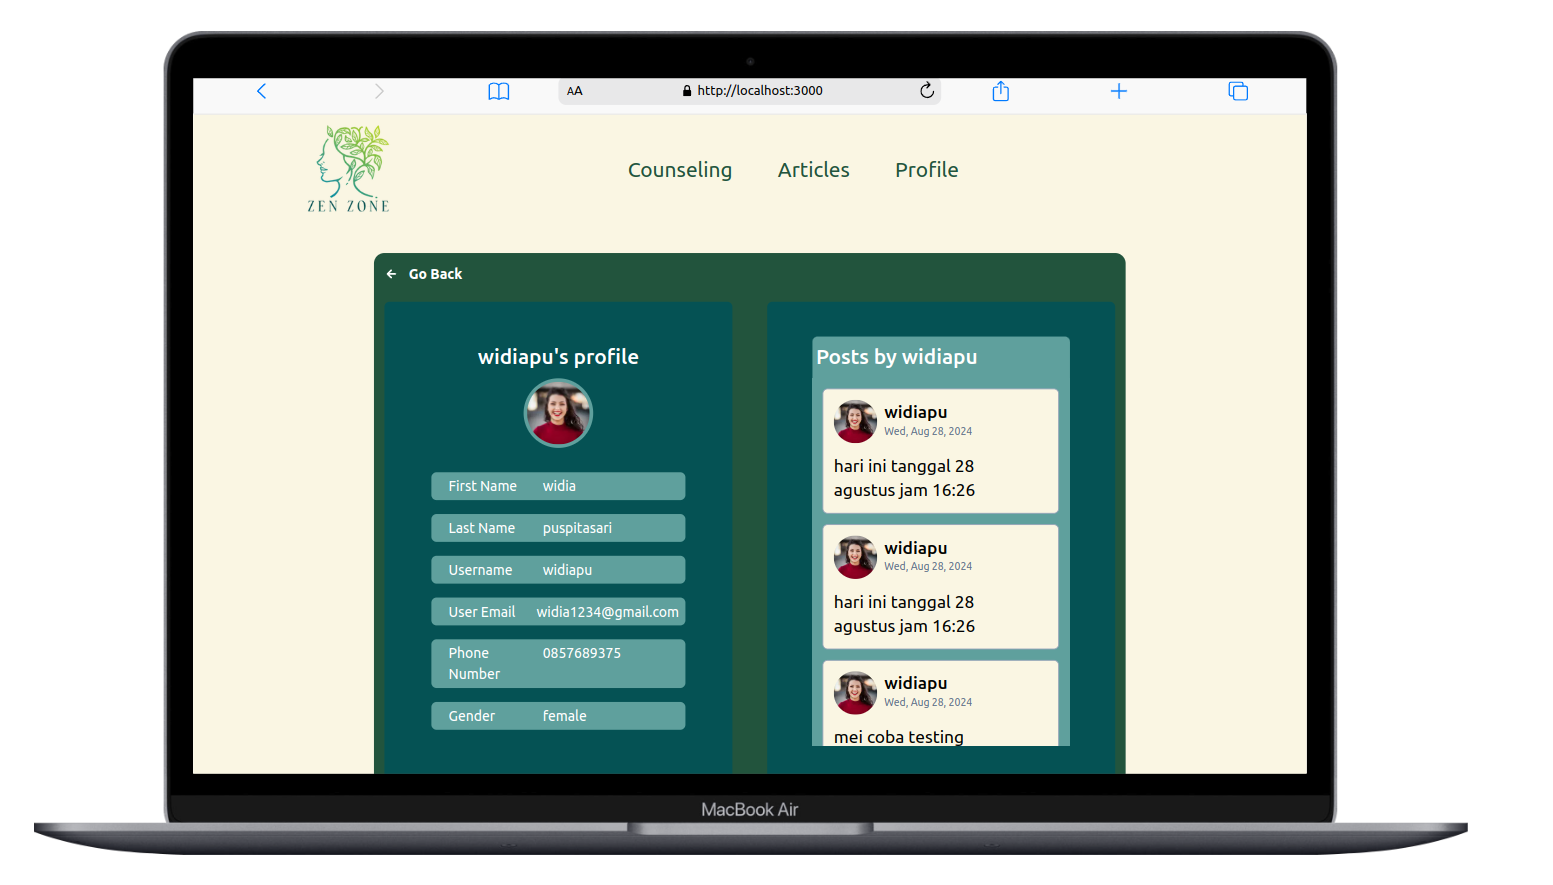 AA
http://localhost:3000
ZEN ZONE
Counseling
Articles
Profile
Go Back
widiapu's profile
First Name widia
Last Name puspitasari
Username widiapu
User Email widia1234@gmail.com
Phone Number 0857689375
Gender female
Posts by widiapu
widiapu
Wed, Aug 28, 2024
hari ini tanggal 28
agustus jam 16:26
widiapu
Wed, Aug 28, 2024
hari ini tanggal 28
agustus jam 16:26
widiapu
Wed, Aug 28, 2024
mei coba testing
MacBook Air